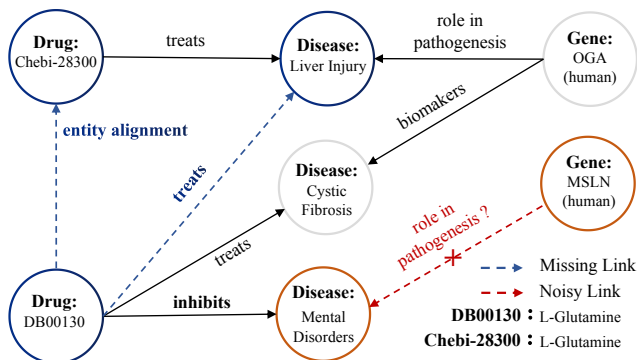 Drug:
Chebi-28300
treats
Disease:
Liver Injury
role in
pathogenesis
Gene:
OGA
(human)
entity alignment
treats
biomakers
Disease:
Cystic
Fibrosis
Gene:
MSLN
(human)
role in
pathogenesis ?
treats
Drug:
DB00130
inhibits
Disease:
Mental
Disorders
Missing Link
Noisy Link
DB00130 : L-Glutamine
Chebi-28300 : L-Glutamine